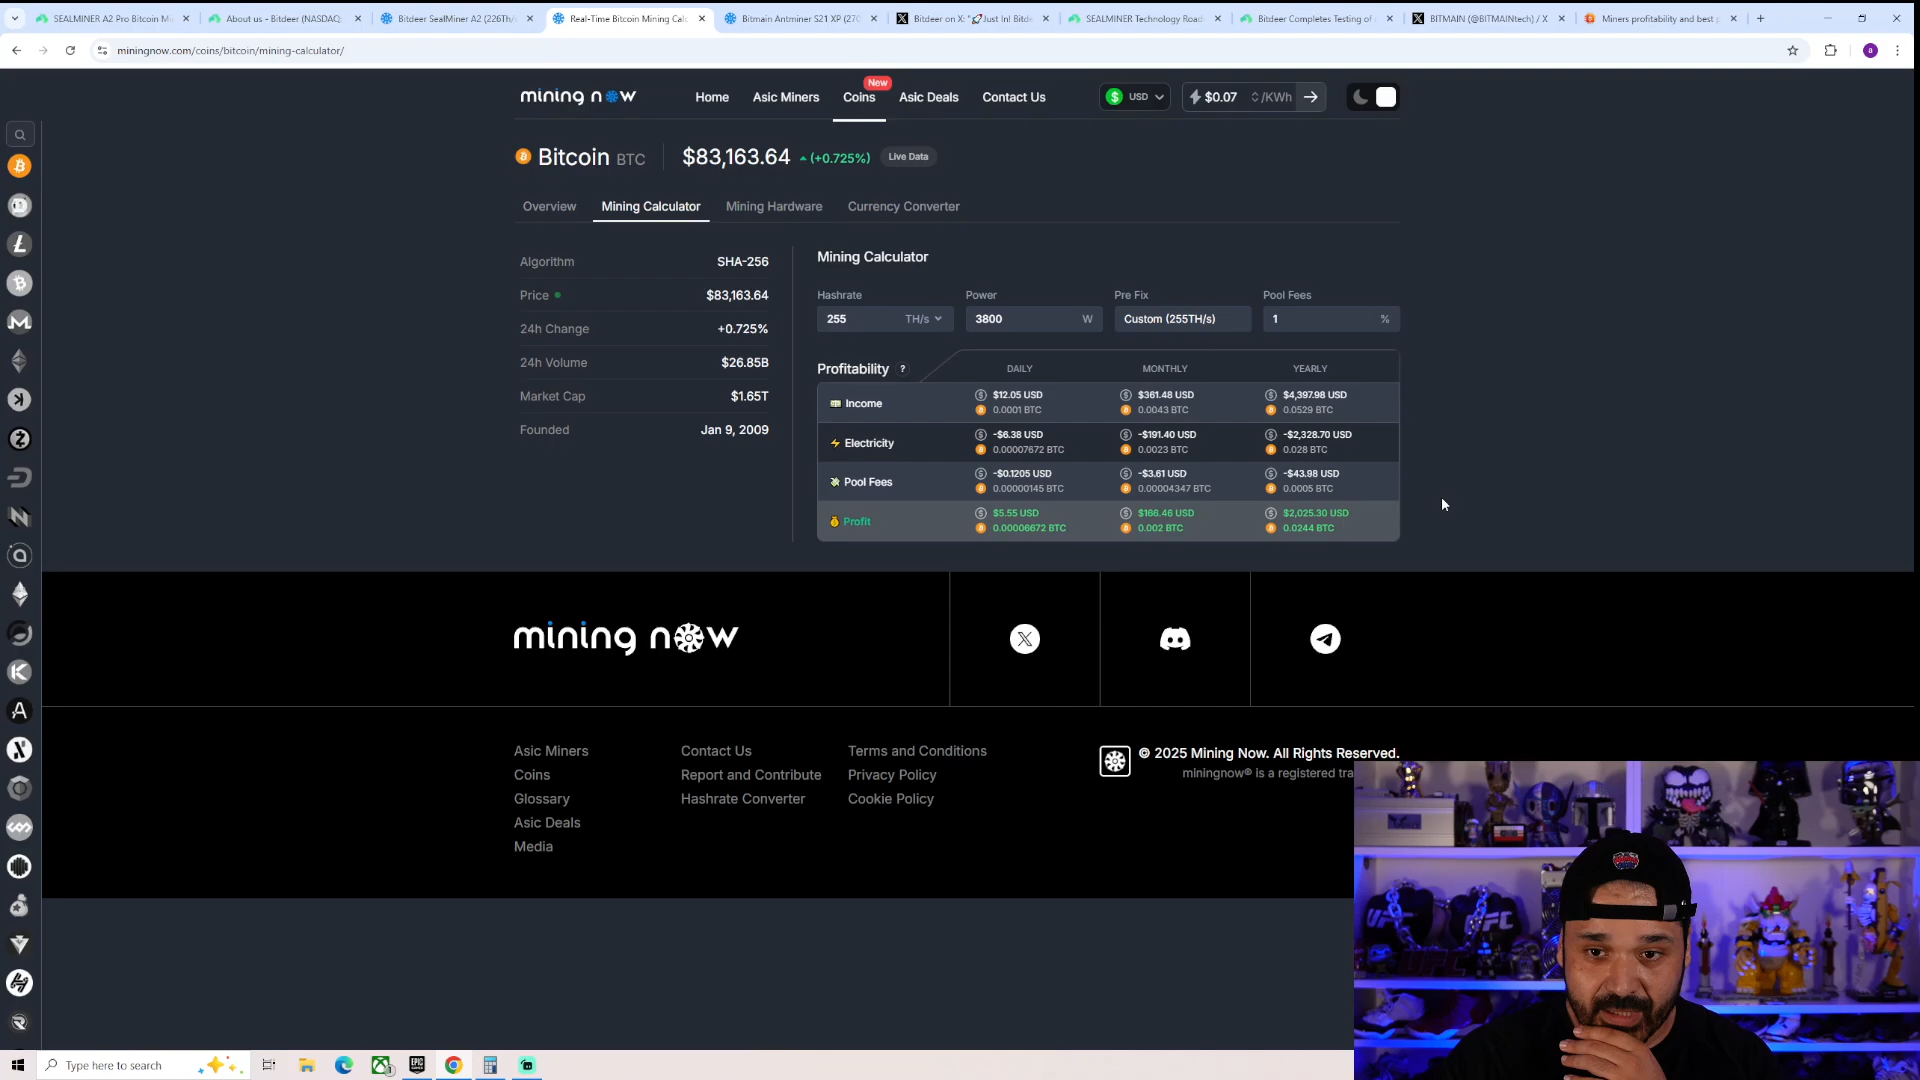 SEALMINER A2 Pro Bitcoin Mi
About us - Bitdeer (NASDAQ:
Bitdeer SealMiner A2 (226Th/
Real-Time Bitcoin Mining Calc
Bitmain Antminer S21 XP (270
Bitdeer on X: "🚀Just In! Bitde
SEALMINER Technology Road
Bitdeer Completes Testing of
BITMAIN (@BITMAINtech) / X
Miners profitability and best p
miningnow.com/coins/bitcoin/mining-calculator/
a
mining now
Home
Asic Miners
Coins
New
Asic Deals
Contact Us
$ USD
$0.07 /KWh
Bitcoin BTC
$83,163.64 (+0.725%)
Live Data
Overview
Mining Calculator
Mining Hardware
Currency Converter
Algorithm SHA-256
Price $83,163.64
24h Change +0.725%
24h Volume $26.85B
Market Cap $1.65T
Founded Jan 9, 2009
Mining Calculator
Hashrate Power Pre Fix Pool Fees
255 TH/s 3800 W Custom (255TH/s) 1 %
Profitability ? DAILY MONTHLY YEARLY
Income
$12.05 USD $361.48 USD $4,397.98 USD
0.0001 BTC 0.0043 BTC 0.0529 BTC
Electricity
-$6.38 USD -$191.40 USD -$2,328.70 USD
0.00007672 BTC 0.0023 BTC 0.028 BTC
Pool Fees
-$0.1205 USD -$3.61 USD -$43.98 USD
0.00000145 BTC 0.00004347 BTC 0.0005 BTC
Profit
$5.55 USD $166.46 USD $2,025.30 USD
0.00006672 BTC 0.002 BTC 0.0244 BTC
mining now
Asic Miners
Coins
Glossary
Asic Deals
Media
Contact Us
Report and Contribute
Hashrate Converter
Terms and Conditions
Privacy Policy
Cookie Policy
© 2025 Mining Now. All Rights Reserved.
miningnow® is a registered tra
UFC
UFC
Type here to search
EPIC